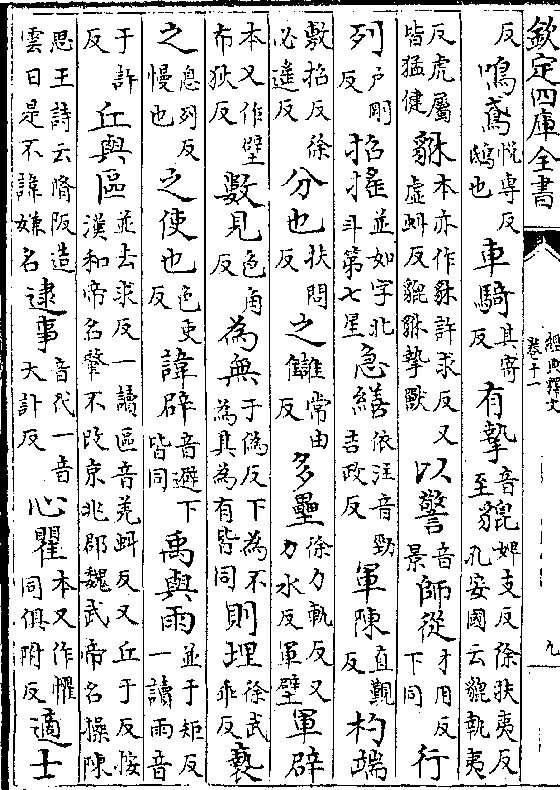 欽定四庫全書
經典釋文
卷十一
九
反鳴鳶悅專反鴟也車騎其寄反有摯音至貔婢支反徐扶夷反孔安國云貔執夷
反虎屬皆猛健貅本亦作貅許求反又虛蚪反貔貅摯獸以警音景師從才用反下同行
列戶剛反招搖並如字北斗第七星急繕依注音勁吉政反軍陳直覲反杓端
敷招反徐必遙反分也扶問反之讎常由反多壘徐力軌反又力水反軍壁軍辟
本又作壁布狄反數見色角反為無于偽反下為不為其為有皆同則埋徐武乖反褻
之息列反慢也之使也色吏反諱辟音避下皆同禹與雨並于矩反一讀雨音
于許反丘與區並去求反一讀區音羌蚪反又丘于反按漢和帝名肇不改京兆郡魏武帝名操陳
思王詩云脩阪造雲日是不諱嫌名逮事音代一音大計反心瞿本又作懼同俱附反適士